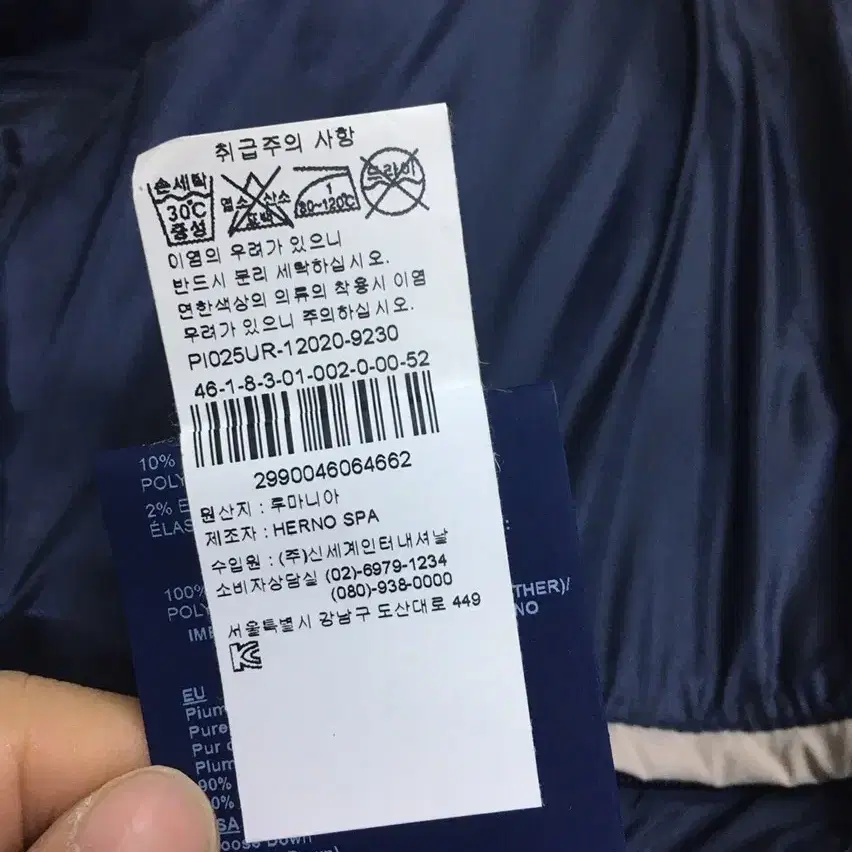 취급주의 사항
손세탁
30℃
중성
염소 산소
표백
1
80~120℃
드라이
이염의 우려가 있으니
반드시 분리 세탁하십시오.
연한색상의 의류의 착용시 이염
우려가 있으니 주의하십시오.
PI025UR-12020-9230
46-1-8-3-01-002-0-00-52
2990046064662
원산지 : 루마니아
제조자 : HERNO SPA
수입원 : (주)신세계인터내셔날
소비자상담실 (02)-6979-1234
(080)-938-0000
서울특별시 강남구 도산대로 449
10%
POLY
2% E
ÉLAS
100%
POLY
THER)/
IMB
NO
EU
Pium
Pure
Pur
Plum
90%
0%
SA
oose Down